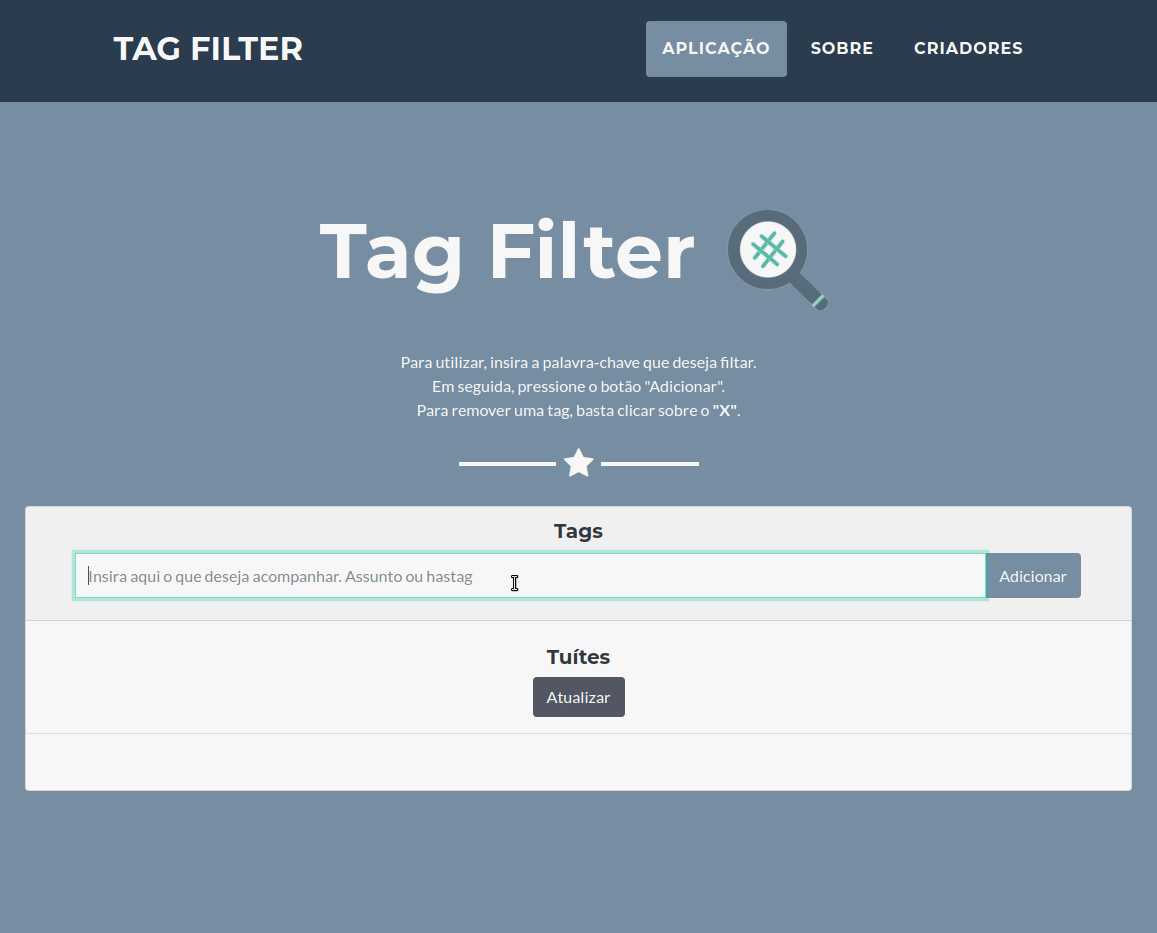 TAG FILTER
APLICAÇÃO SOBRE CRIADORES
Tag Filter
Para utilizar, insira a palavra-chave que deseja filtar.
Em seguida, pressione o botão "Adicionar".
Para remover uma tag, basta clicar sobre o "X".
Tags
Insira aqui o que deseja acompanhar. Assunto ou hastag
Adicionar
Tuítes
Atualizar